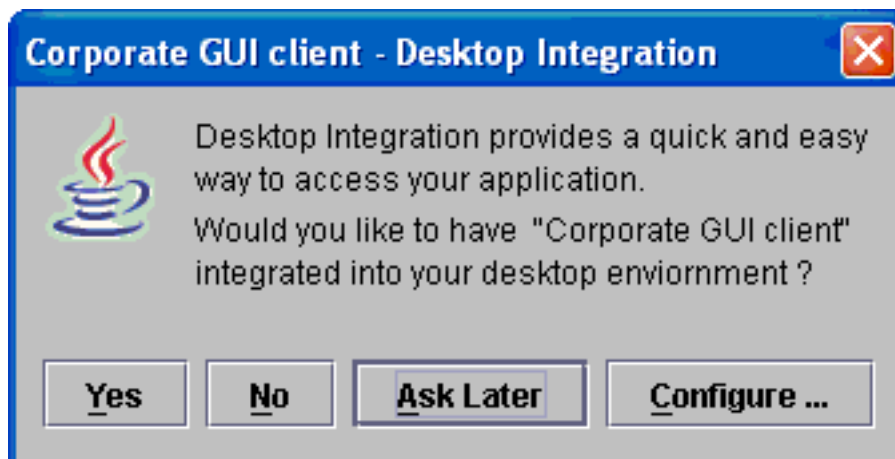 Corporate GUI client - Desktop Integration
Desktop Integration provides a quick and easy
way to access your application.
Would you like to have "Corporate GUI client"
integrated into your desktop enviornment ?
Yes No Ask Later Configure ...